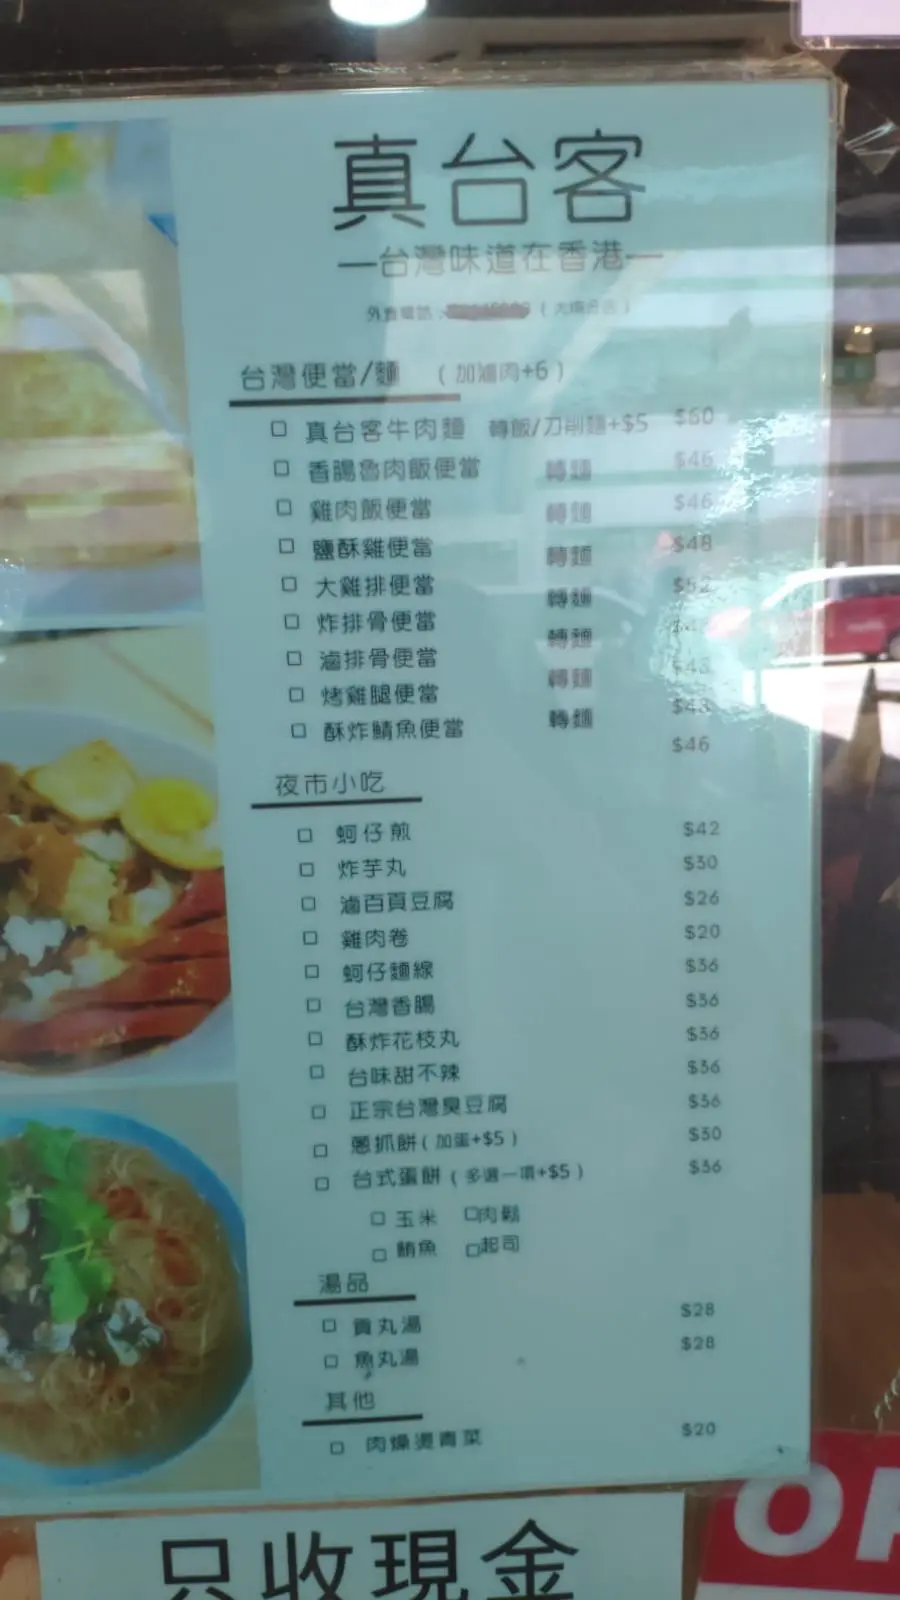 真台客
—台灣味道在香港—
外賣電話:
台灣便當/麵 (加滷肉+6)
□ 真台客牛肉麵 轉飯/刀削麵+$5 $60
□ 香腸魯肉飯便當 轉麵 $46
□ 雞肉飯便當 轉麵 $46
□ 鹽酥雞便當 轉麵 $48
□ 大雞排便當 轉麵 $52
□ 炸排骨便當 轉麵
□ 滷排骨便當 轉麵
□ 烤雞腿便當 轉麵
□ 酥炸鯖魚便當 $46
夜市小吃
□ 蚵仔煎 $42
□ 炸芋丸 $30
□ 滷百頁豆腐 $26
□ 雞肉卷 $20
□ 蚵仔麵線 $36
□ 台灣香腸 $36
□ 酥炸花枝丸 $36
□ 台味甜不辣 $36
□ 正宗台灣臭豆腐 $36
□ 蔥抓餅(加蛋+$5) $30
□ 台式蛋餅(多選一項+$5) $36
□ 玉米 □肉鬆
□ 鮪魚 □起司
湯品
□ 貢丸湯 $28
□ 魚丸湯 $28
其他
□ 肉燥燙青菜 $20
只收現金